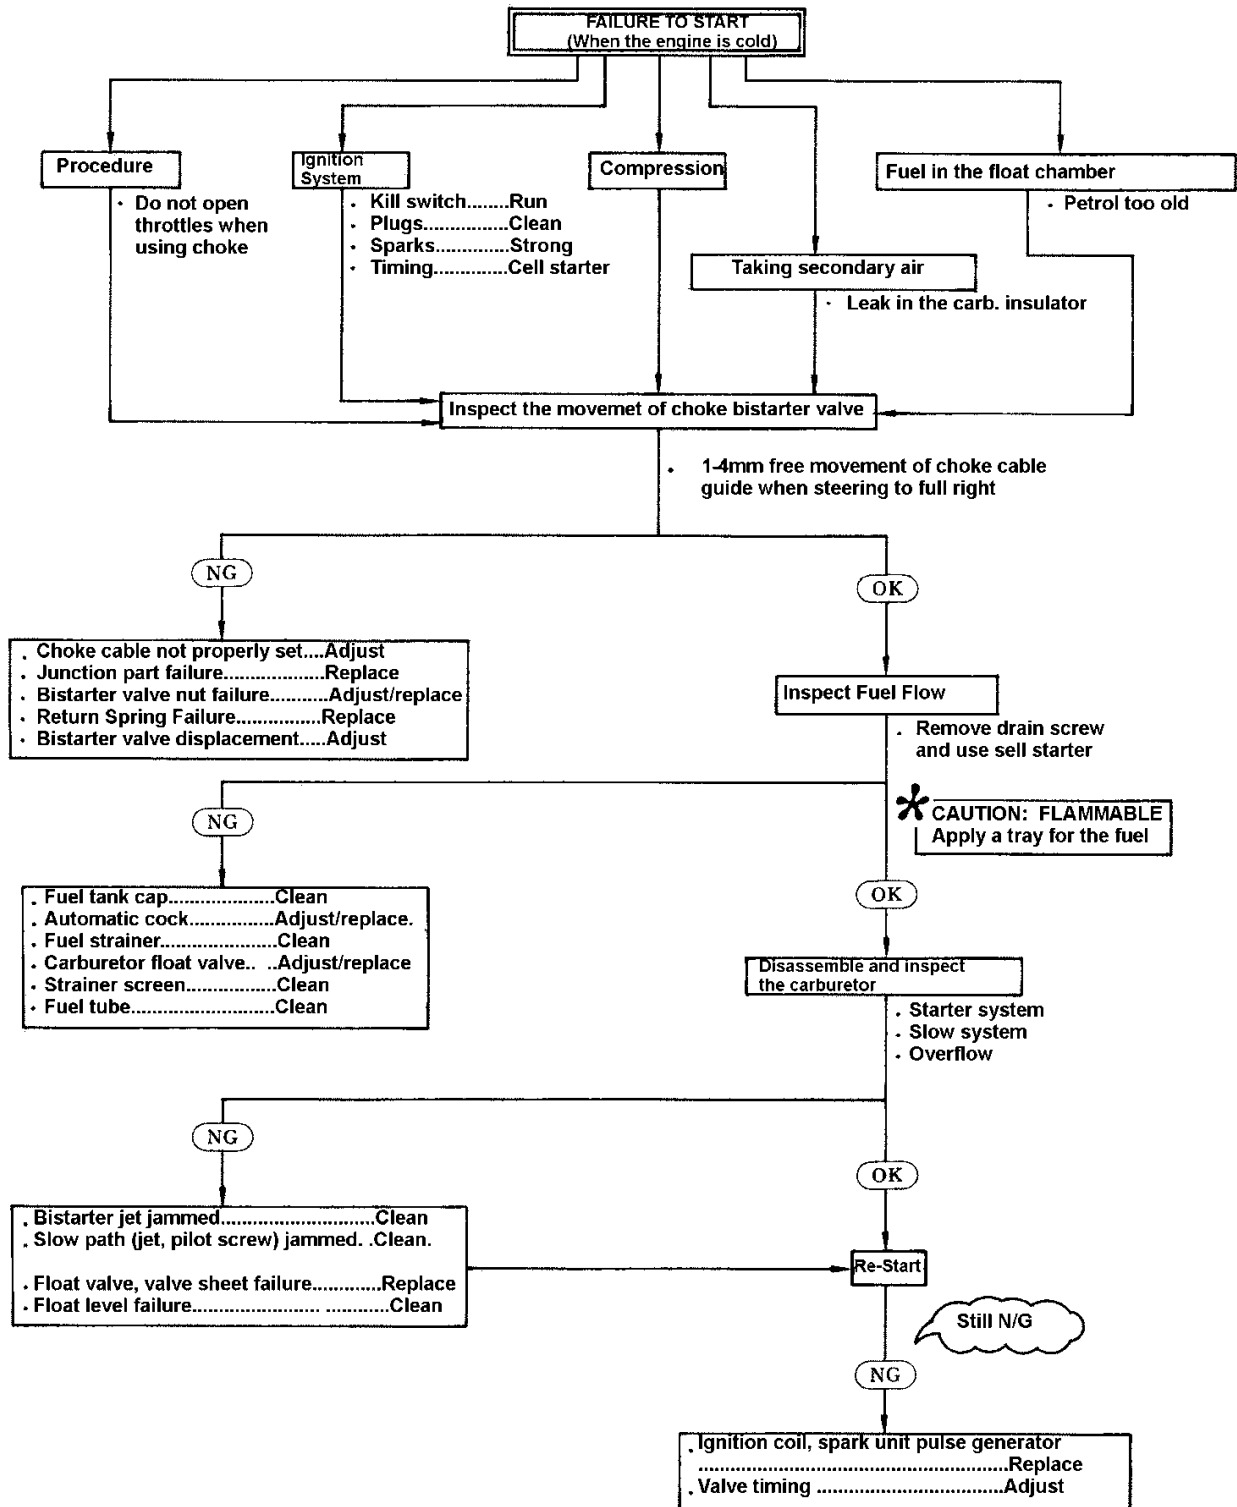 FAILURE TO START
(When the engine is cold)
Procedure
· Do not open
throttles when
using choke
Ignition
System
. Kill switch........Run
· Plugs................Clean
· Sparks..............Strong
· Timing..............Cell starter
Compression
Taking secondary air
· Leak in the carb. insulator
Fuel in the float chamber
· Petrol too old
Inspect the movemet of choke bistarter valve
. 1-4mm free movement of choke cable
guide when steering to full right
NG
OK
. Choke cable not properly set....Adjust
· Junction part failure...................Replace
· Bistarter valve nut failure...........Adjust/replace
· Return Spring Failure................Replace
· Bistarter valve displacement.....Adjust
Inspect Fuel Flow
. Remove drain screw
and use sell starter
* CAUTION: FLAMMABLE
Apply a tray for the fuel
NG
OK
. Fuel tank cap....................Clean
. Automatic cock................Adjust/replace.
. Fuel strainer......................Clean
. Carburetor float valve.. ..Adjust/replace
· Strainer screen.................Clean
· Fuel tube...........................Clean
Disassemble and inspect
the carburetor
. Starter system
· Slow system
· Overflow
NG
OK
. Bistarter jet jammed.............................Clean
. Slow path (jet, pilot screw) jammed. .Clean.
. Float valve, valve sheet failure.............Replace
· Float level failure........................ ............Clean
Re-Start
Still N/G
NG
. Ignition coil, spark unit pulse generator
...........................................................Replace
. Valve timing ...................................Adjust